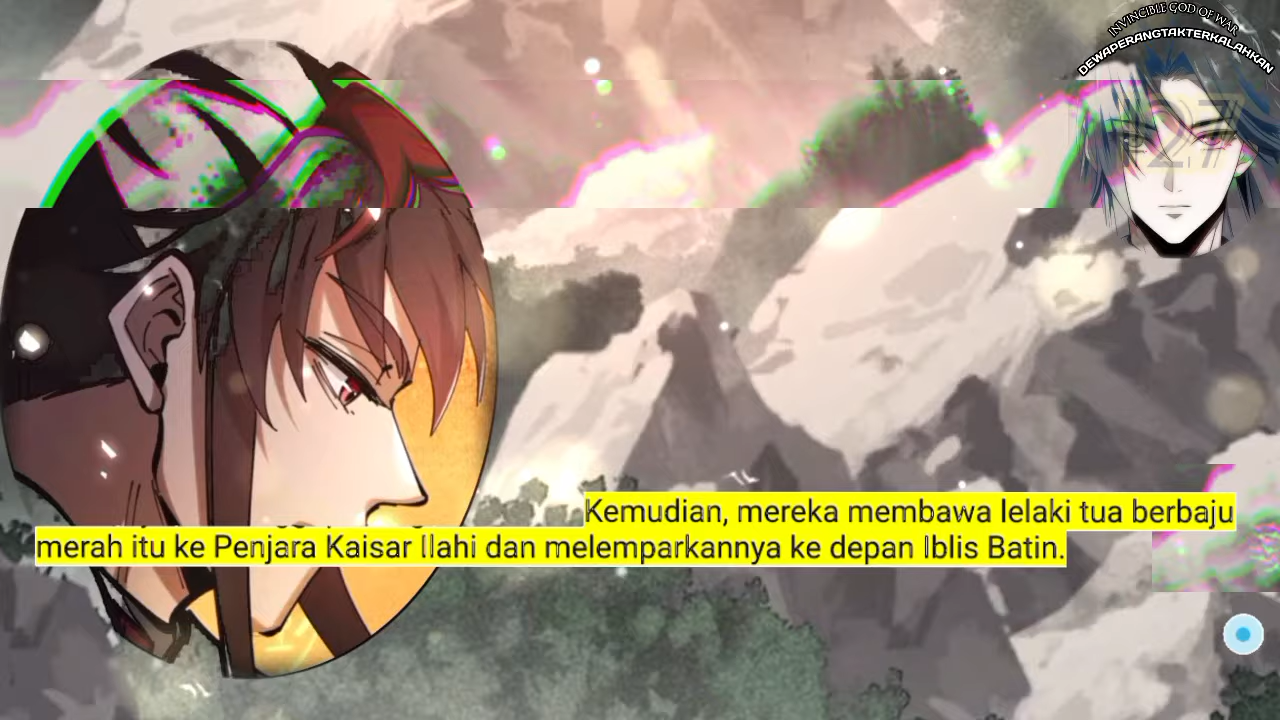 INVINCIBLE GOD OF WAR
DEWAPERANGTAKTERKALAHKAN
#27
Kemudian, mereka membawa lelaki tua berbaju
merah itu ke Penjara Kaisar Ilahi dan melemparkannya ke depan Iblis Batin.